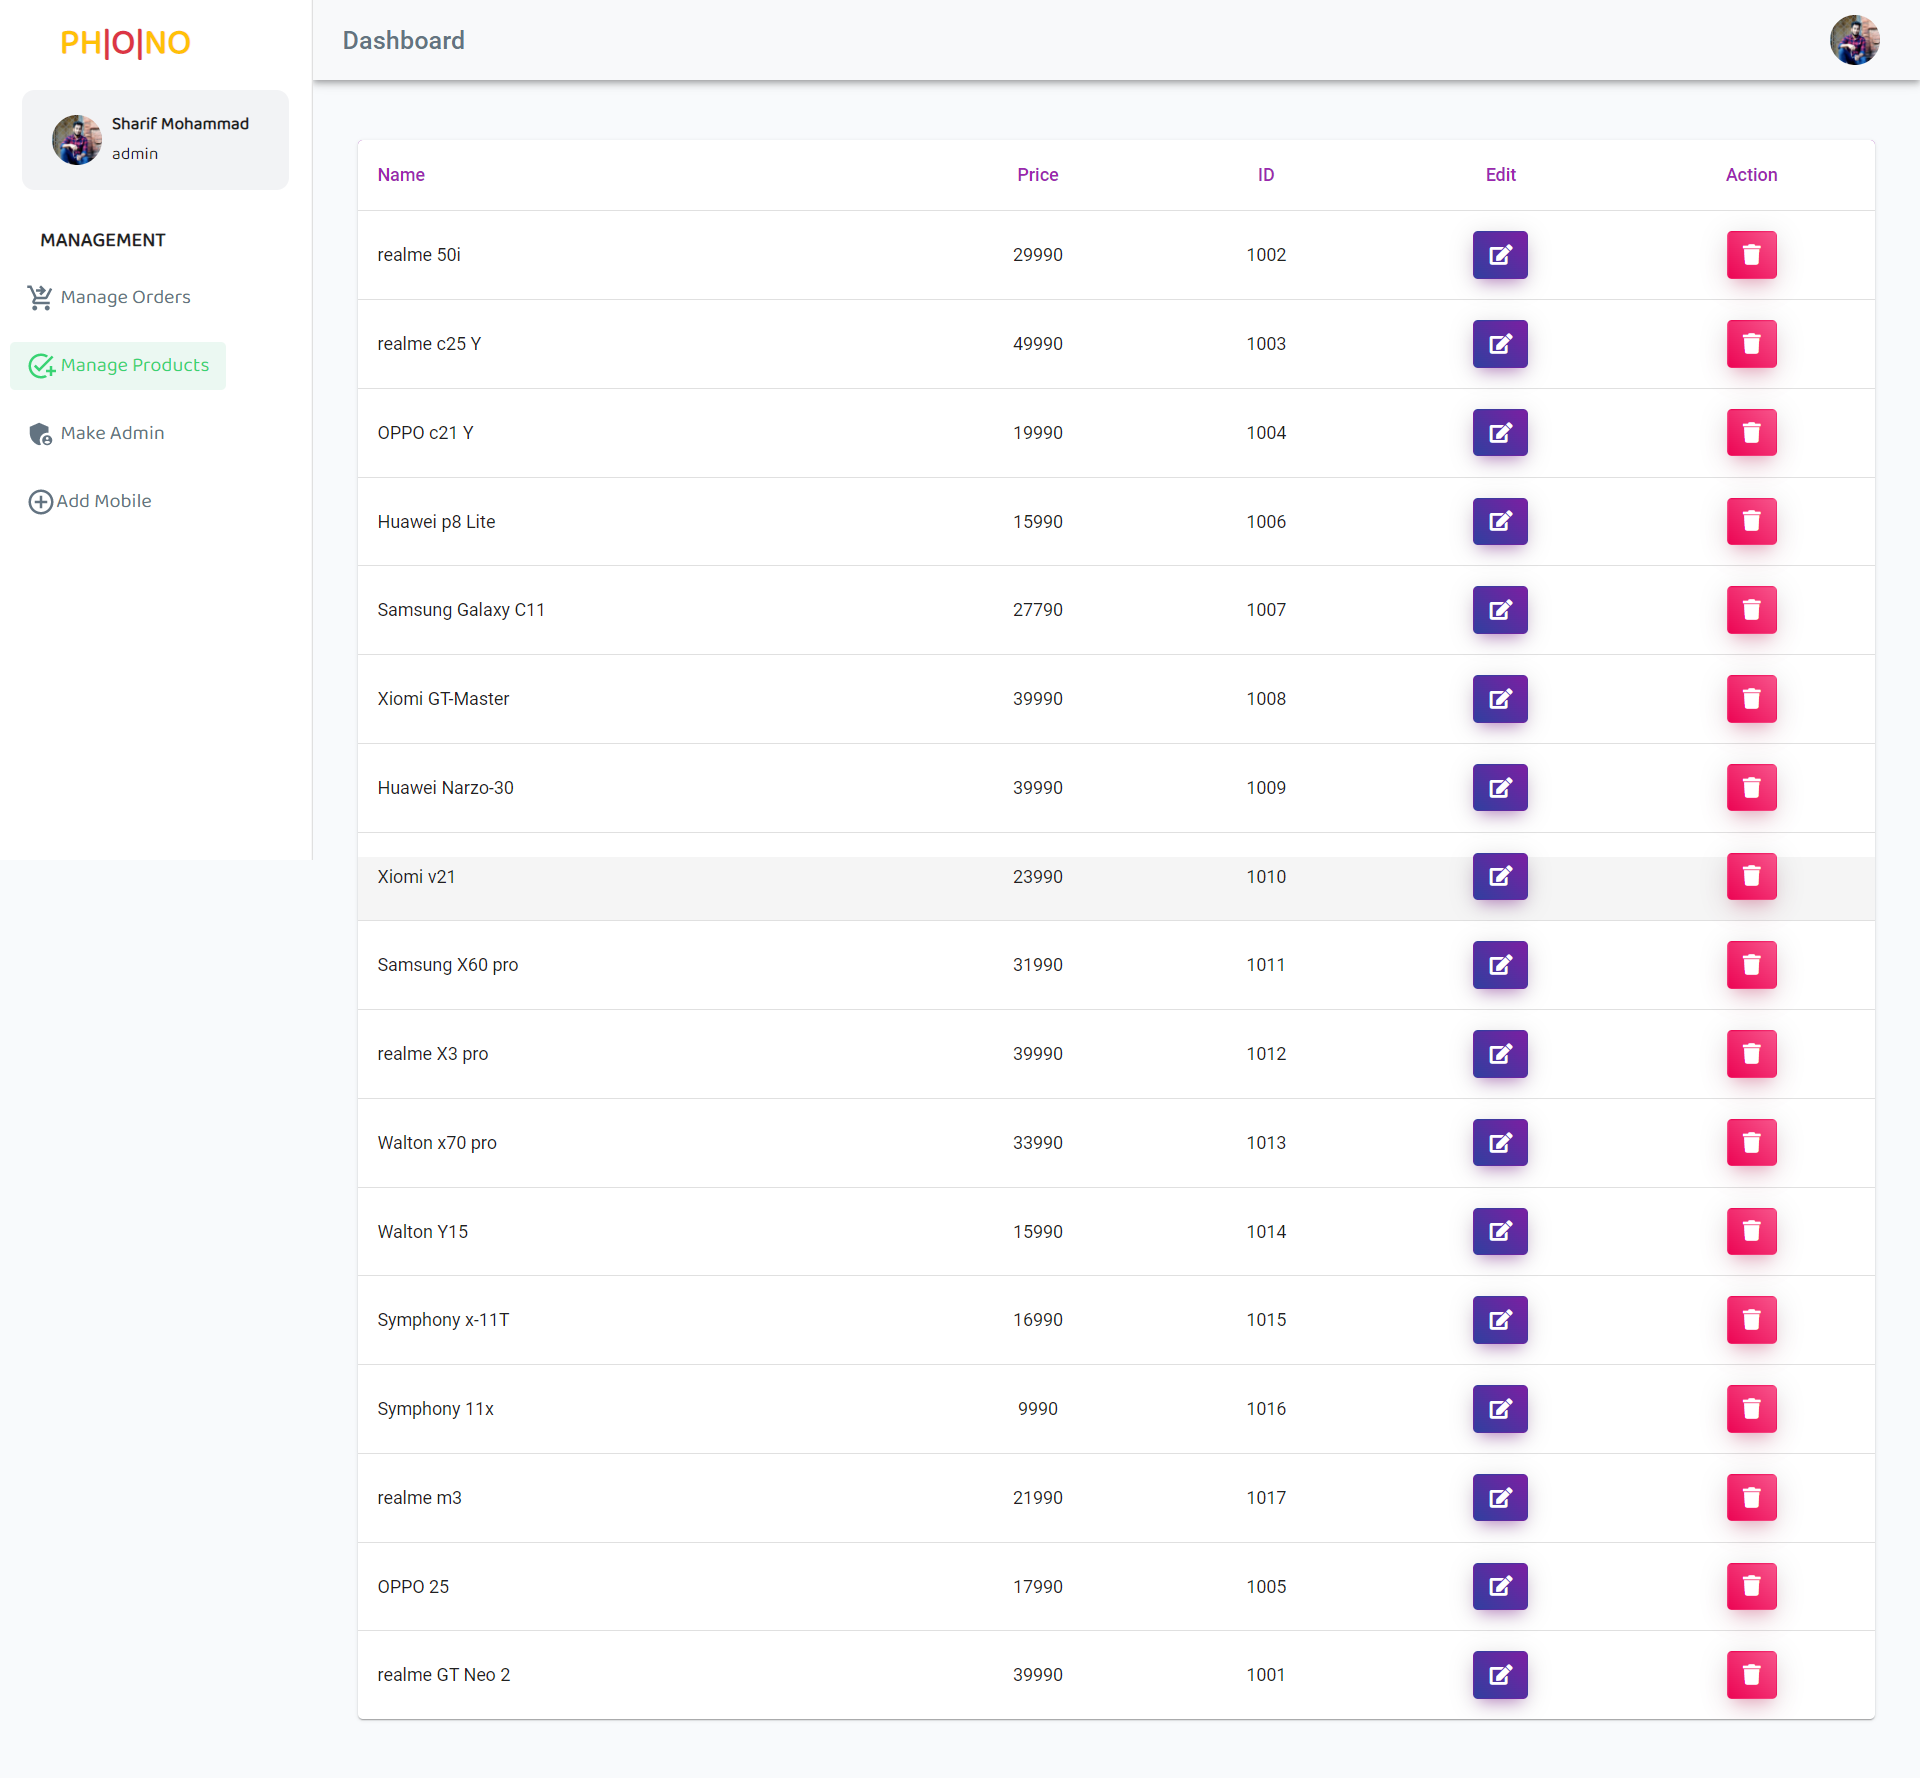 PH|O|NO
Dashboard
Sharif Mohammad
admin
MANAGEMENT
Manage Orders
Manage Products
Make Admin
Add Mobile
Name Price ID Edit Action
realme 50i 29990 1002
realme c25 Y 49990 1003
OPPO c21 Y 19990 1004
Huawei p8 Lite 15990 1006
Samsung Galaxy C11 27790 1007
Xiomi GT-Master 39990 1008
Huawei Narzo-30 39990 1009
Xiomi v21 23990 1010
Samsung X60 pro 31990 1011
realme X3 pro 39990 1012
Walton x70 pro 33990 1013
Walton Y15 15990 1014
Symphony x-11T 16990 1015
Symphony 11x 9990 1016
realme m3 21990 1017
OPPO 25 17990 1005
realme GT Neo 2 39990 1001